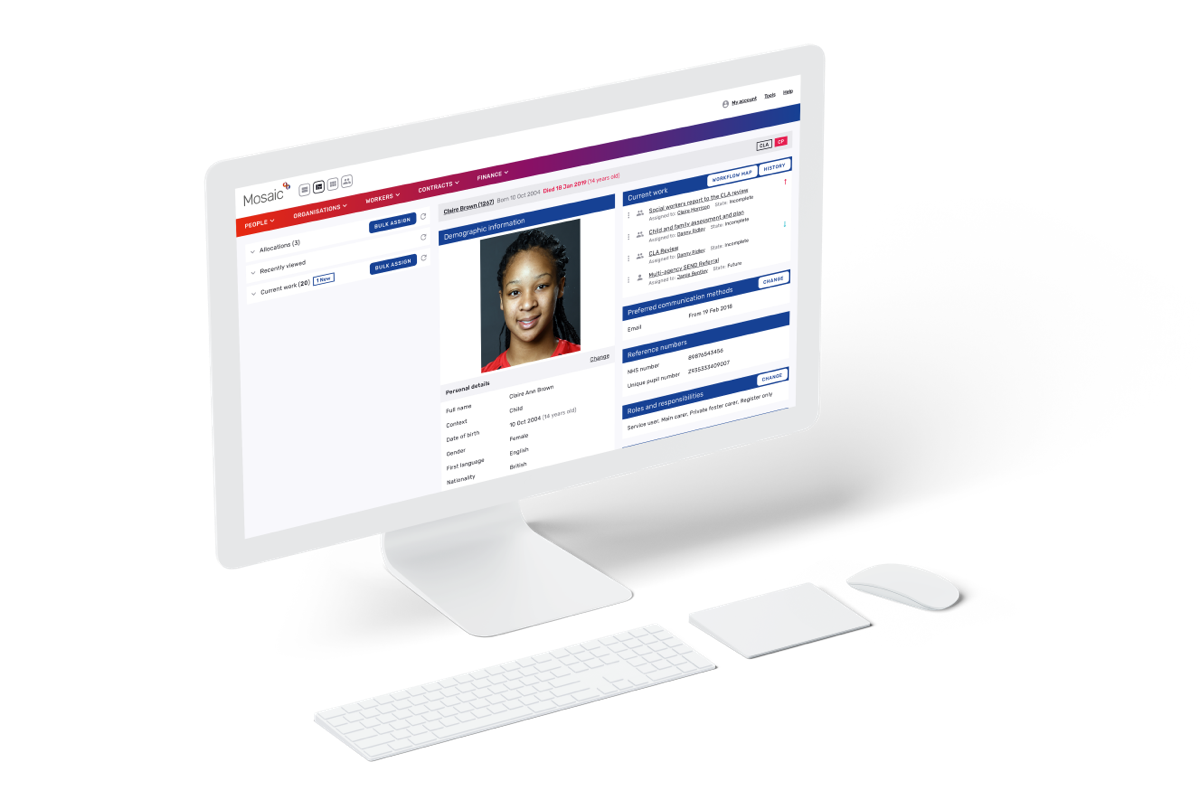 Mosaic
My account Tools Help
PEOPLE ORGANISATIONS WORKERS CONTRACTS FINANCE
CLA CP
Allocations (3) BULK ASSIGN
Recently viewed
Current work (20) 1 New BULK ASSIGN
Claire Brown (1267) Born 10 Oct 2004 Died 18 Jan 2019 (14 years old)
Demographic information
Change
Personal details
Full name Claire Ann Brown
Context Child
Date of birth 10 Oct 2004 (14 years old)
Gender Female
First language English
Nationality British
Current work WORKFLOW MAP HISTORY
Social workers report to the CLA review
Assigned to: Claire Morrison State: Incomplete
Child and family assessment and plan
Assigned to: Danny Ridley State: Incomplete
CLA Review
Assigned to: Danny Ridley State: Incomplete
Multi-agency SEND Referral
Assigned to: Jamie Bentley State: Future
Preferred communication methods CHANGE
Email From 19 Feb 2018
Reference numbers
NHS number 89876543456
Unique pupil number Z935333409007
Roles and responsibilities CHANGE
Service user, Main carer, Private foster carer, Register only